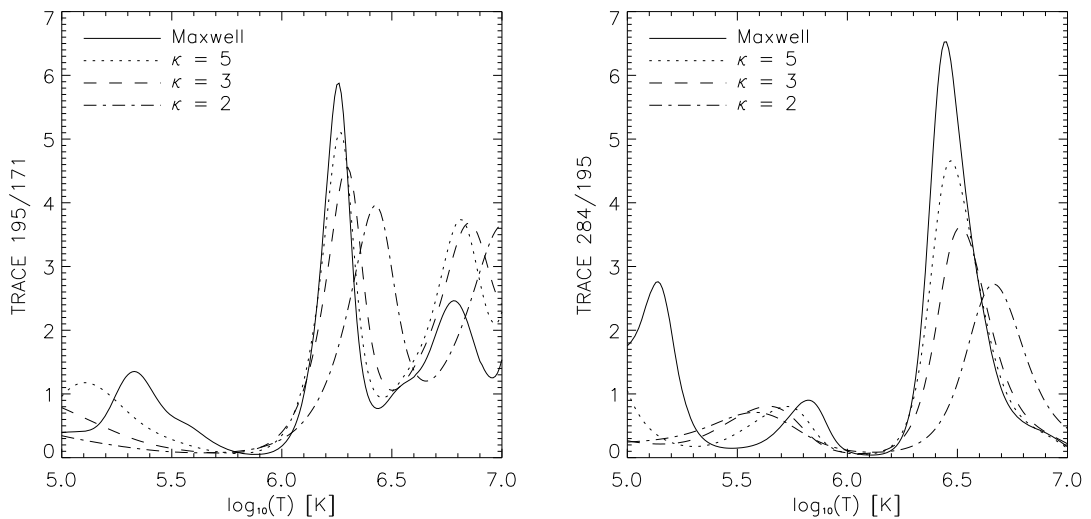 7
6
5
4
3
2
1
0
TRACE 195/171
Maxwell
κ = 5
κ = 3
κ = 2
5.0 5.5 6.0 6.5 7.0
log₁₀(T) [K]
7
6
5
4
3
2
1
0
TRACE 284/195
Maxwell
κ = 5
κ = 3
κ = 2
5.0 5.5 6.0 6.5 7.0
log₁₀(T) [K]